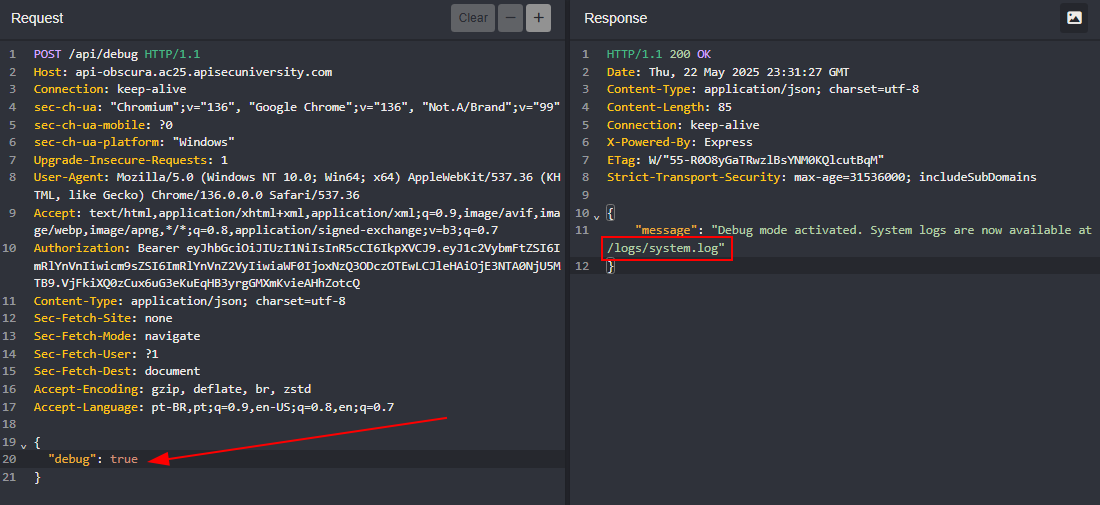 Request
Clear
1 POST /api/debug HTTP/1.1
2 Host: api-obscura.ac25.apisecuniversity.com
3 Connection: keep-alive
4 sec-ch-ua: "Chromium";v="136", "Google Chrome";v="136", "Not.A/Brand";v="99"
5 sec-ch-ua-mobile: ?0
6 sec-ch-ua-platform: "Windows"
7 Upgrade-Insecure-Requests: 1
8 User-Agent: Mozilla/5.0 (Windows NT 10.0; Win64; x64) AppleWebKit/537.36 (KH
TML, like Gecko) Chrome/136.0.0.0 Safari/537.36
9 Accept: text/html,application/xhtml+xml,application/xml;q=0.9,image/avif,ima
ge/webp,image/apng,*/*;q=0.8,application/signed-exchange;v=b3;q=0.7
10 Authorization: Bearer eyJhbGciOiJIUzI1NiIsInR5cCI6IkpXVCJ9.eyJ1c2VybmFtZSI6I
mRlYnVnIiwicm9sZSI6ImRlYnVnZ2VyIiwiaWF0IjoxNzQ3ODczOTEwLCJleHAiOjE3NTA0NjU5M
TB9.VjFkiXQ0zCux6uG3eKuEqHB3yrgGMXmKvieAHhZotcQ
11 Content-Type: application/json; charset=utf-8
12 Sec-Fetch-Site: none
13 Sec-Fetch-Mode: navigate
14 Sec-Fetch-User: ?1
15 Sec-Fetch-Dest: document
16 Accept-Encoding: gzip, deflate, br, zstd
17 Accept-Language: pt-BR,pt;q=0.9,en-US;q=0.8,en;q=0.7
18
19 {
20 "debug": true
21 }
Response
1 HTTP/1.1 200 OK
2 Date: Thu, 22 May 2025 23:31:27 GMT
3 Content-Type: application/json; charset=utf-8
4 Content-Length: 85
5 Connection: keep-alive
6 X-Powered-By: Express
7 ETag: W/"55-R0O8yGaTRwzlBsYNM0KQlcutBqM"
8 Strict-Transport-Security: max-age=31536000; includeSubDomains
9
10 {
11 "message": "Debug mode activated. System logs are now available at
/logs/system.log"
12 }